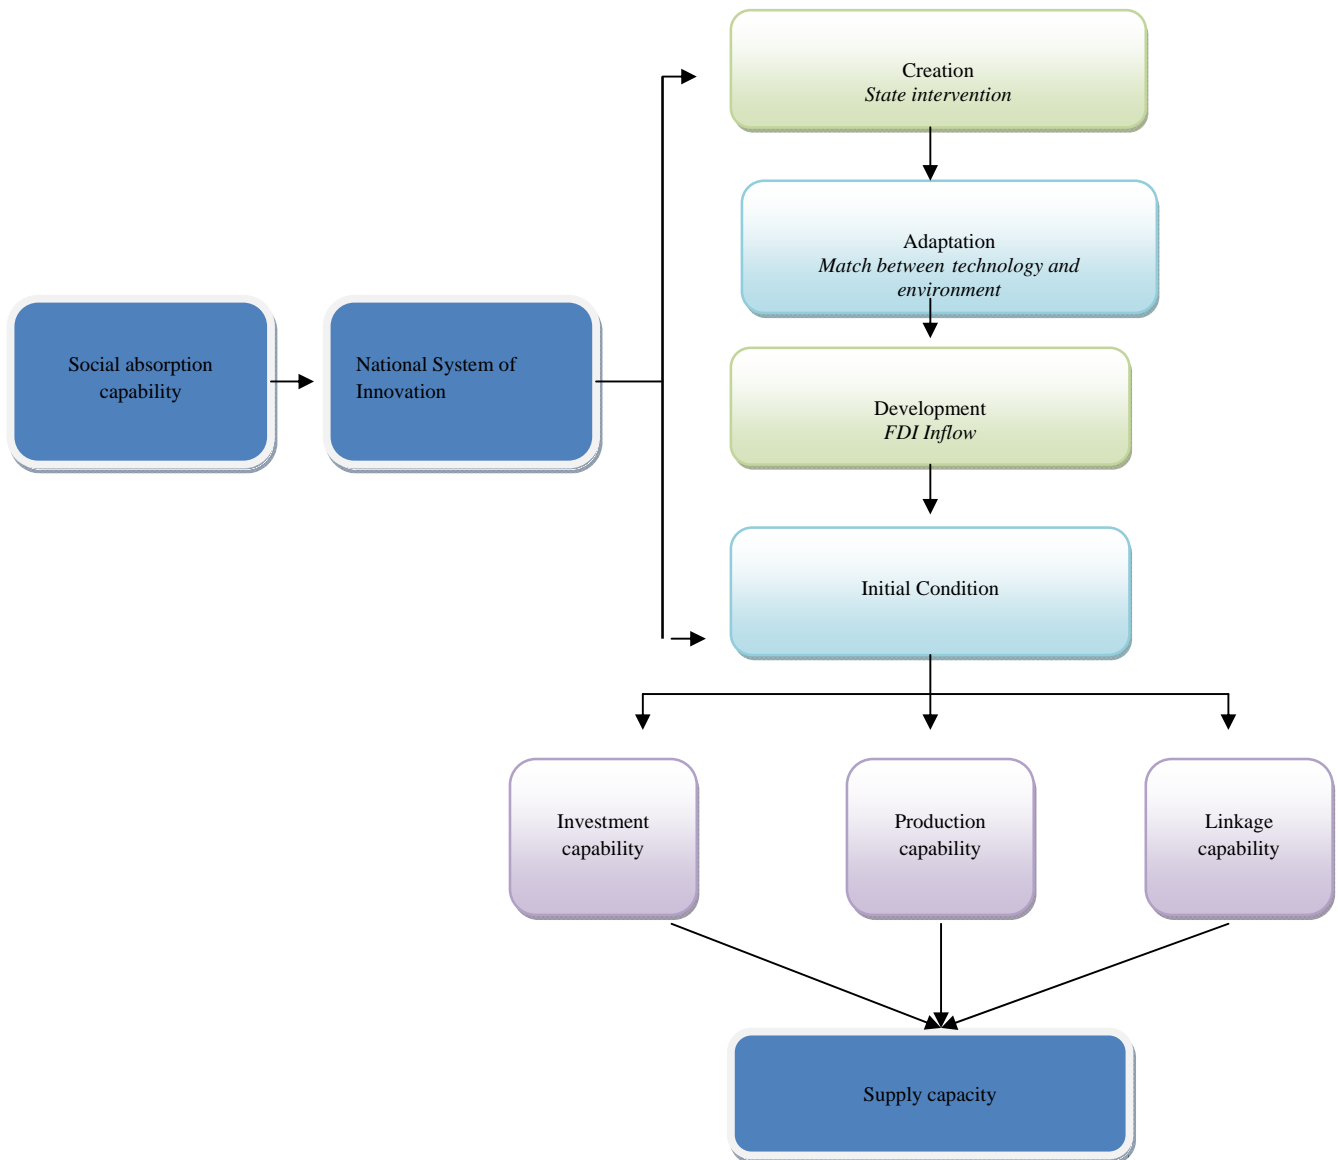 Creation
State intervention
Adaptation
Match between technology and
environment
Social absorption
capability
National System of
Innovation
Development
FDI Inflow
Initial Condition
Investment
capability
Production
capability
Linkage
capability
Supply capacity